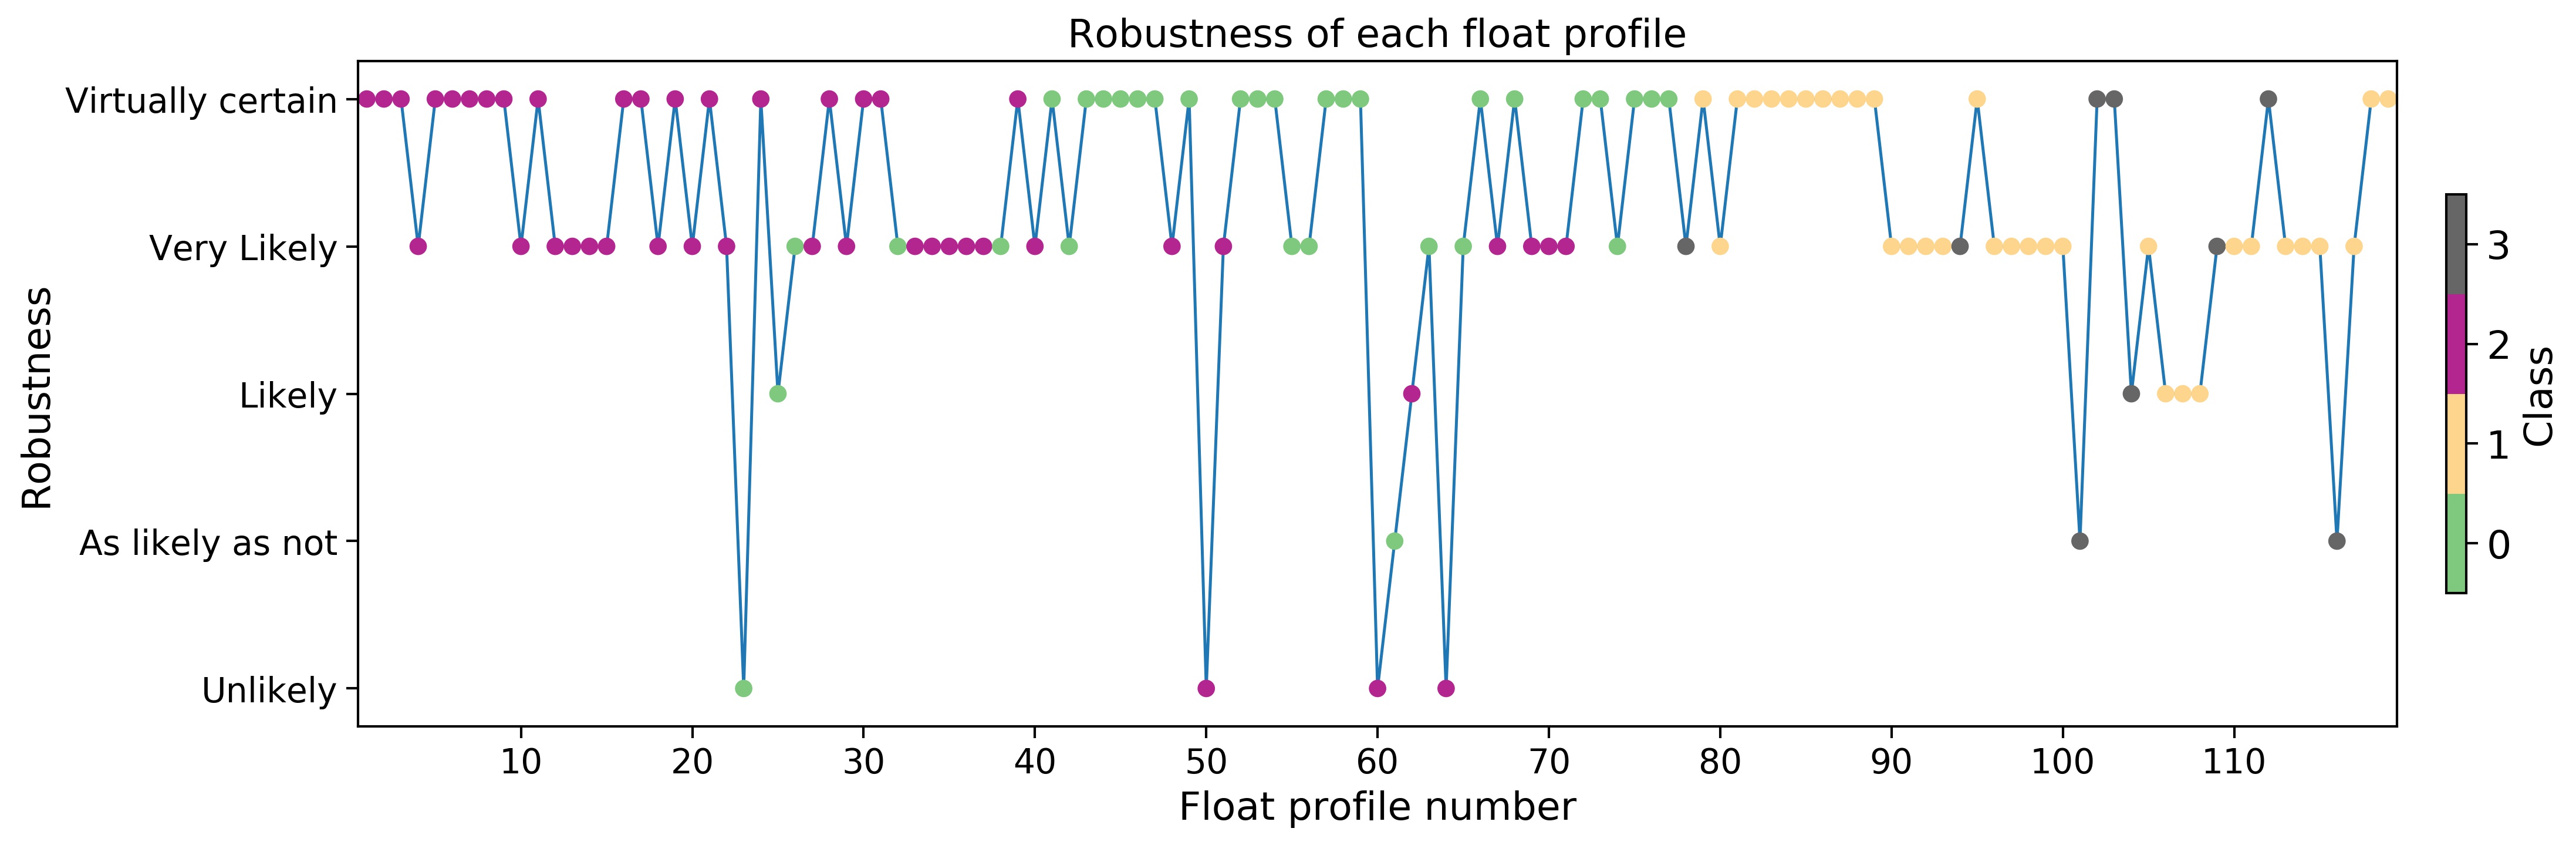 Robustness of each float profile
Virtually certain
Very Likely
Likely
As likely as not
Unlikely
Robustness
10 20 30 40 50 60 70 80 90 100 110
Float profile number
3
2
1
0
Class